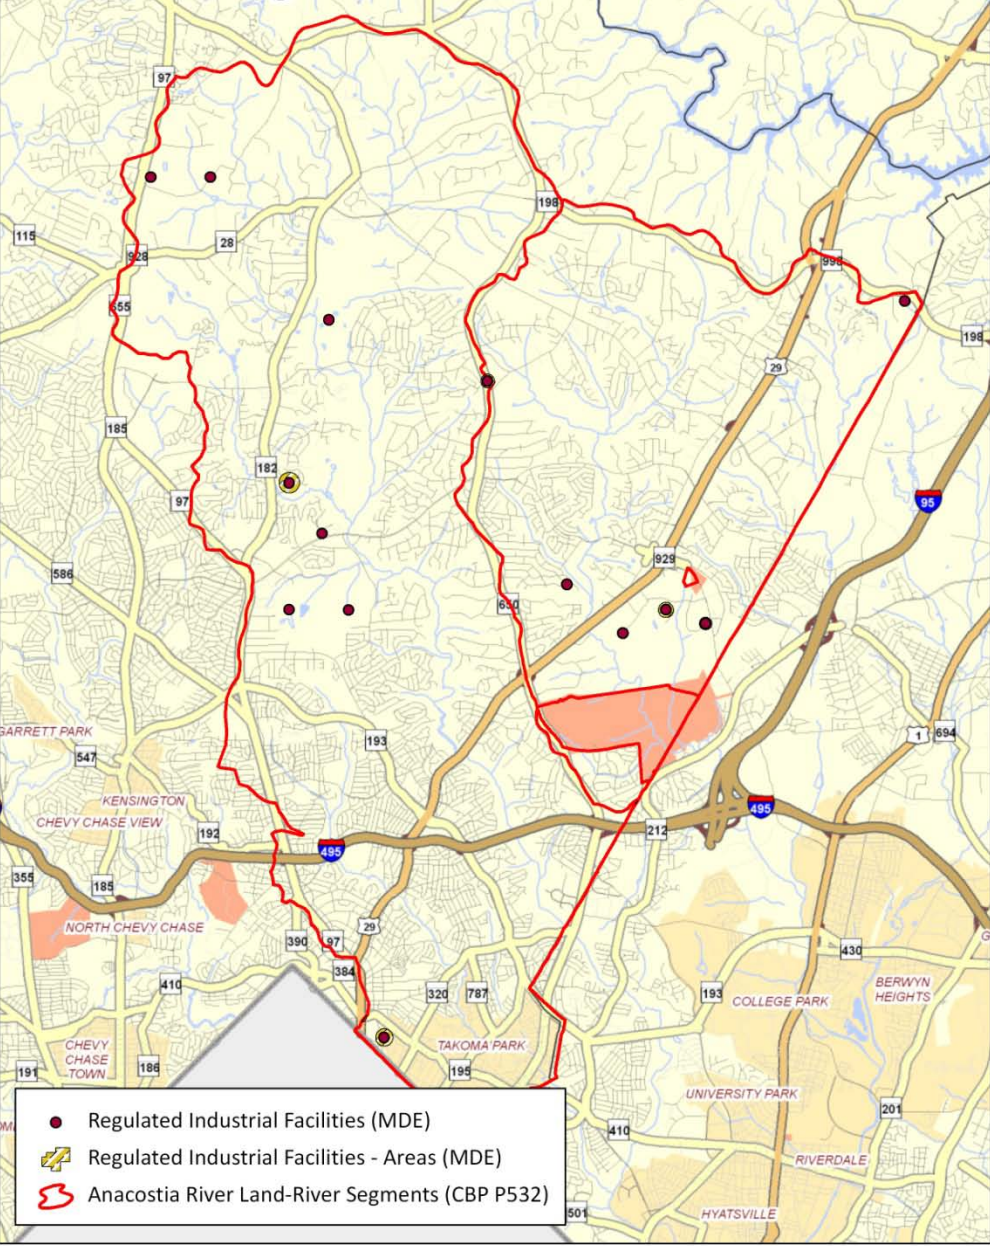 97
198
115
28
928
998
655
198
29
185
182
97
95
929
586
650
193
1
694
GARRETT PARK
547
KENSINGTON
CHEVY CHASE VIEW
192
495
495
212
355
185
NORTH CHEVY CHASE
29
390
97
384
430
410
320
787
193
COLLEGE PARK
BERWYN
HEIGHTS
CHEVY
CHASE
TOWN
TAKOMA PARK
191
186
195
UNIVERSITY PARK
201
410
RIVERDALE
HYATTSVILLE
501
Regulated Industrial Facilities (MDE)
Regulated Industrial Facilities - Areas (MDE)
Anacostia River Land-River Segments (CBP P532)